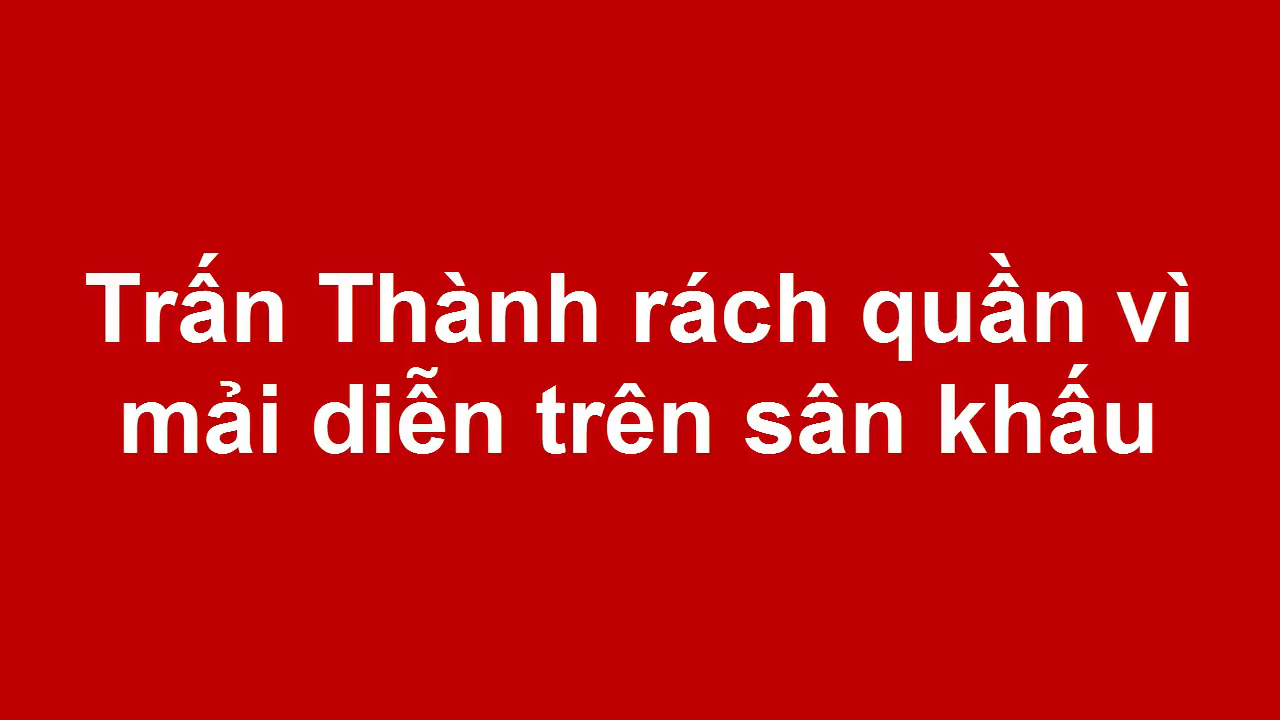 Trấn Thành rách quần vì
mải diễn trên sân khấu